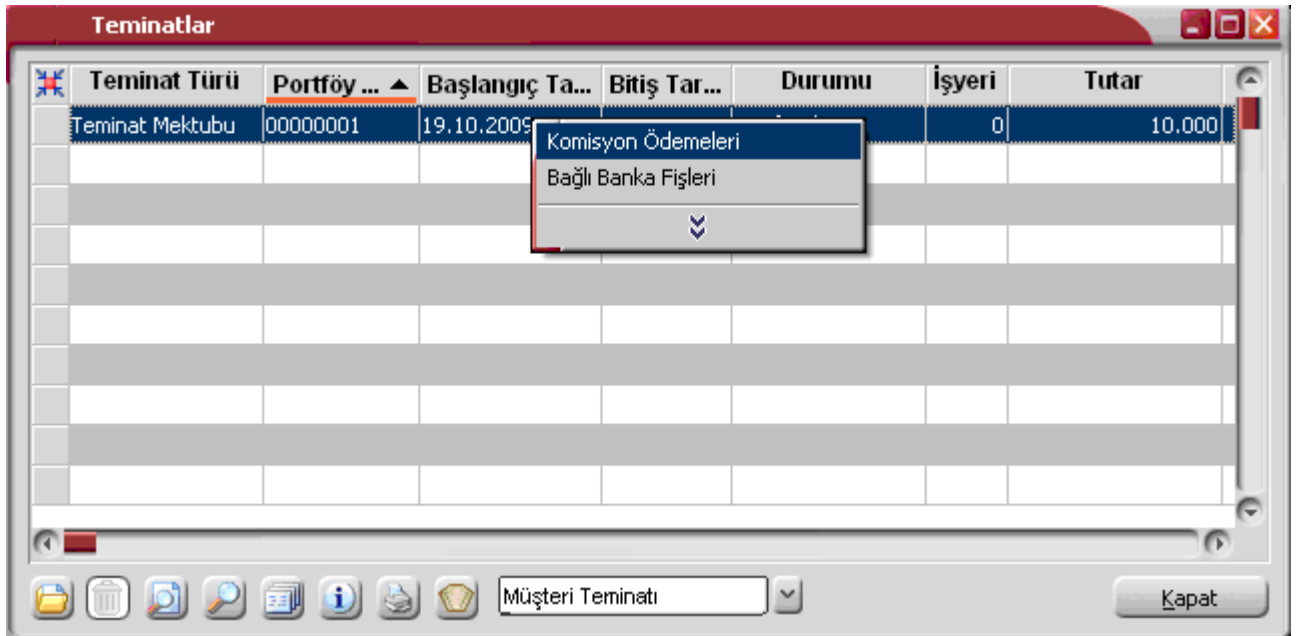 Teminatlar
Teminat Türü Portföy ... Başlangıç Ta... Bitiş Tar... Durumu İşyeri Tutar
Teminat Mektubu 00000001 19.10.2009 0 10.000
Komisyon Ödemeleri
Bağlı Banka Fişleri
Müşteri Teminatı Kapat